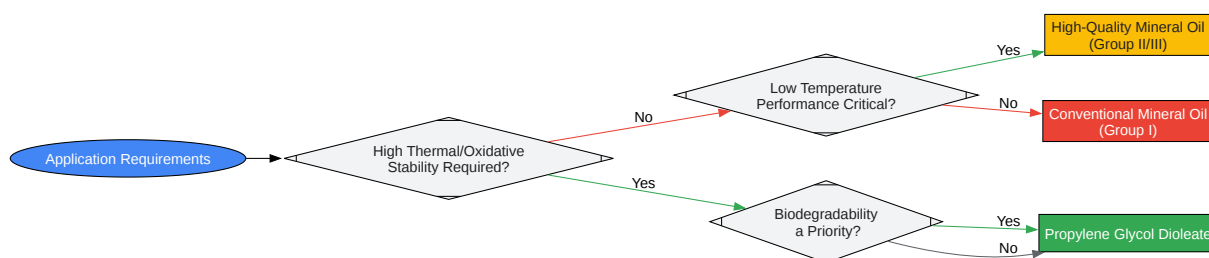 Application Requirements
High Thermal/Oxidative
Stability Required?
No
Yes
Low Temperature
Performance Critical?
Yes
No
High-Quality Mineral Oil
(Group II/III)
Conventional Mineral Oil
(Group I)
Biodegradability
a Priority?
Yes
No
Propylene Glycol Dioleate